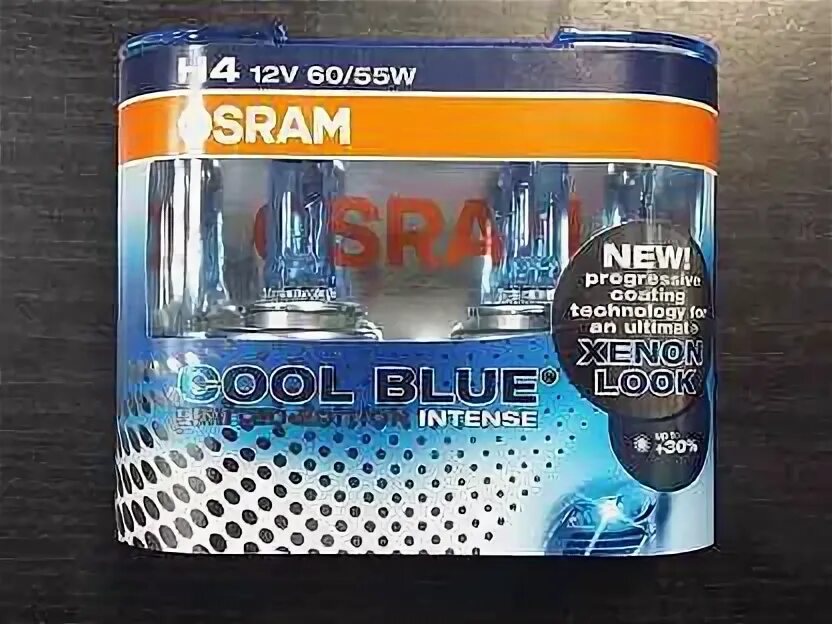 H4 12V 60/55W
OSRAM
OSRA
NEW!
progressive
coating
technology for
an ultimate
XENON
LOOK
COOL BLUE®
INTENSE
up to
+30%